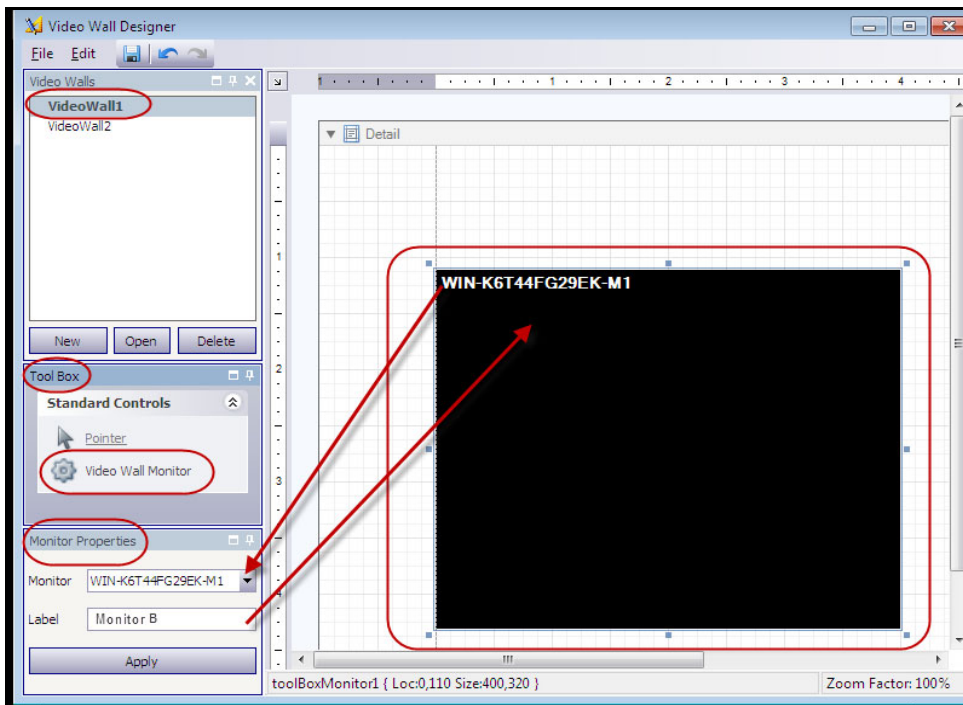 Video Wall Designer
File Edit
Video Walls
VideoWall1
VideoWall2
New Open Delete
Tool Box
Standard Controls
Pointer
Video Wall Monitor
Monitor Properties
Monitor WIN-K6T44FG29EK-M1
Label Monitor B
Apply
1 1 2 3 4
Detail
1
2
3
4
WIN-K6T44FG29EK-M1
toolBoxMonitor1 { Loc:0,110 Size:400,320 } Zoom Factor: 100%